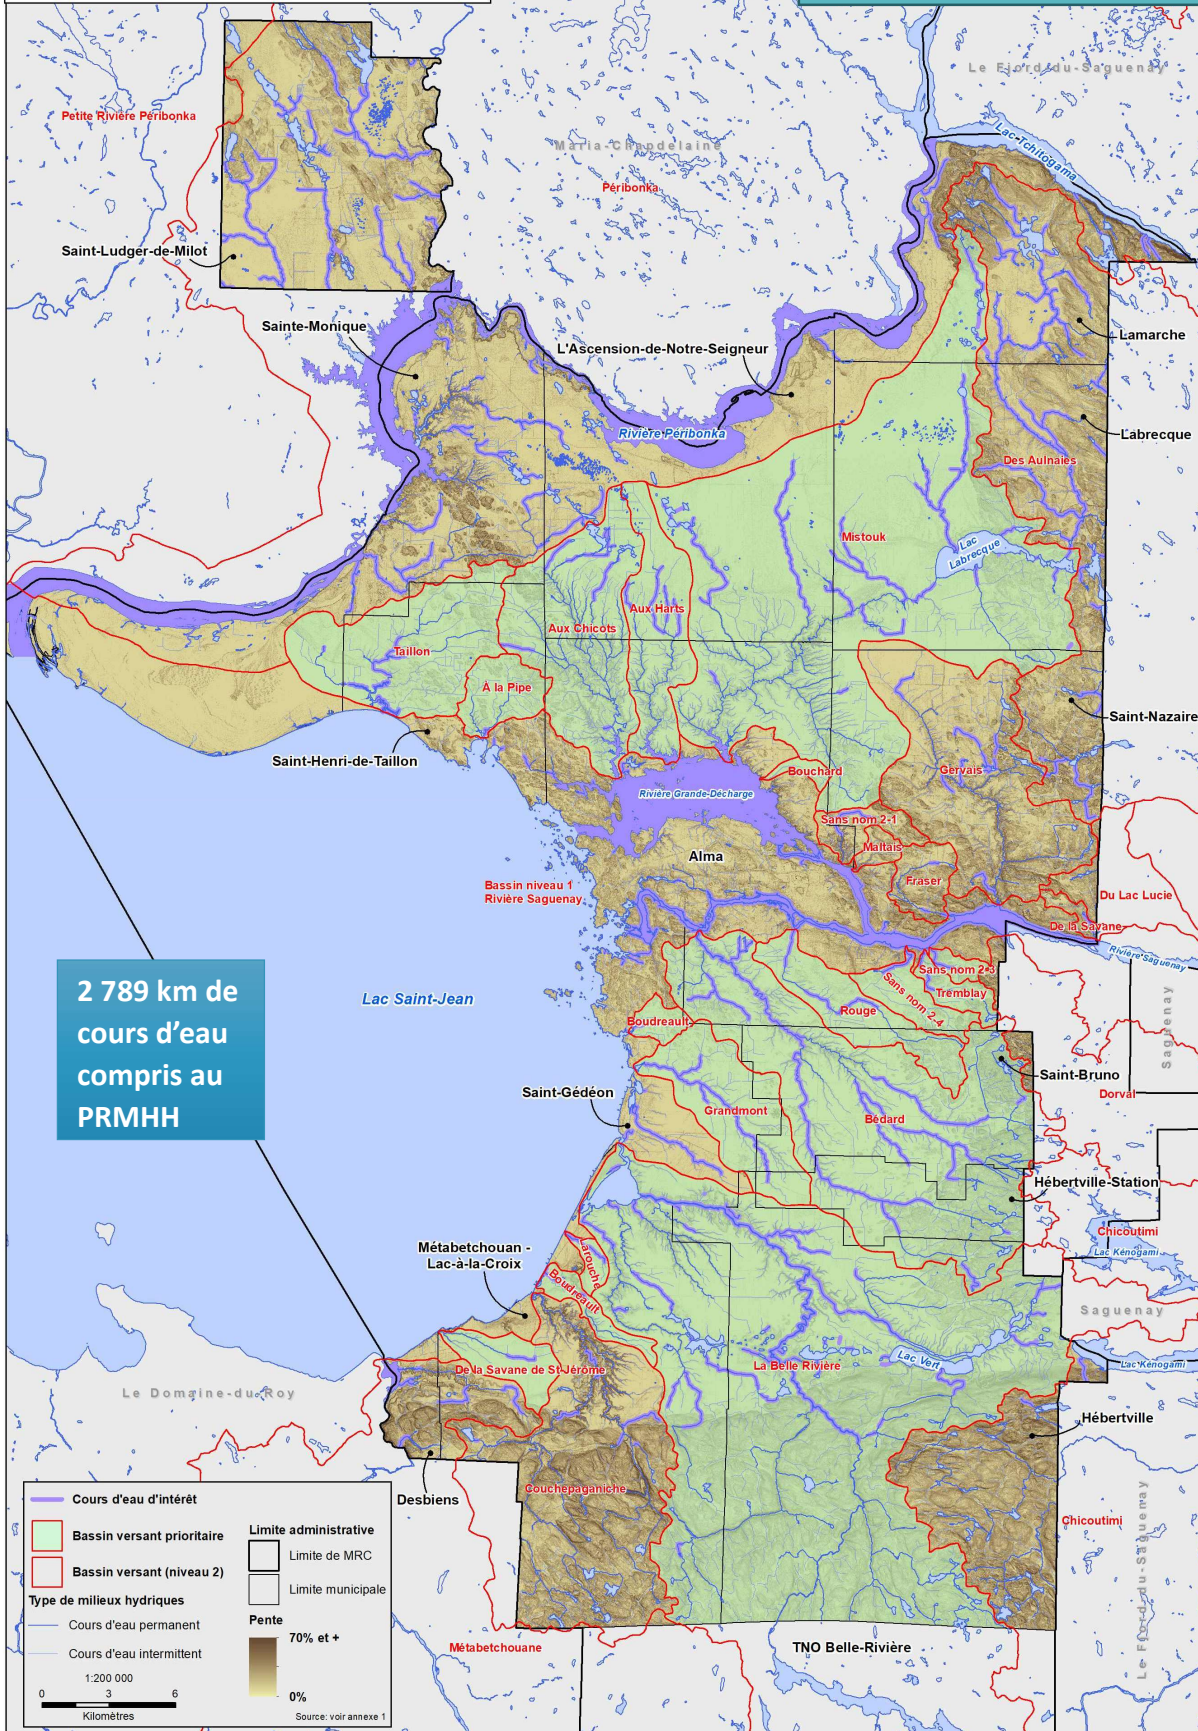 Le Fjord-du-Saguenay
Petite Rivière Péribonka
Maria-Chapdelaine
Lac-Tchitogama
Péribonka
Saint-Ludger-de-Milot
Sainte-Monique
L'Ascension-de-Notre-Seigneur
Lamarche
Rivière Péribonka
Labrecque
Des Aulnaies
Mistouk
Lac
Labrecque
Aux Harts
Aux Chicots
Taillon
À la Pipe
Saint-Nazaire
Saint-Henri-de-Taillon
Bouchard
Gervais
Rivière Grande-Décharge
Sans nom 2-1
Maltais
Alma
Fraser
Bassin niveau 1
Rivière Saguenay
Du Lac Lucie
De la Savane
Rivière Saguenay
2 789 km de
cours d'eau
compris au
PRMHH
Lac Saint-Jean
Sans nom 2-3
Tremblay
Sans nom 2-4
Rouge
Boudreault
Saguenay
Saint-Bruno
Saint-Gédéon
Dorval
Grandmont
Bédard
Hébertville-Station
Chicoutimi
Lac Kénogami
Métabetchouan -
Lac-à-la-Croix
Larouche
Boudreault
Saguenay
Lac Vert
Lac Kénogami
De la Savane de St-Jérôme
La Belle Rivière
Le Domaine-du-Roy
Hébertville
Couchepaganiche
Desbiens
Chicoutimi
Le Fjord-du-Saguenay
Métabetchouane
TNO Belle-Rivière
Cours d'eau d'intérêt
Bassin versant prioritaire
Bassin versant (niveau 2)
Type de milieux hydriques
Cours d'eau permanent
Cours d'eau intermittent
1:200 000
0 3 6
Kilomètres
Limite administrative
Limite de MRC
Limite municipale
Pente
70% et +
0%
Source: voir annexe 1